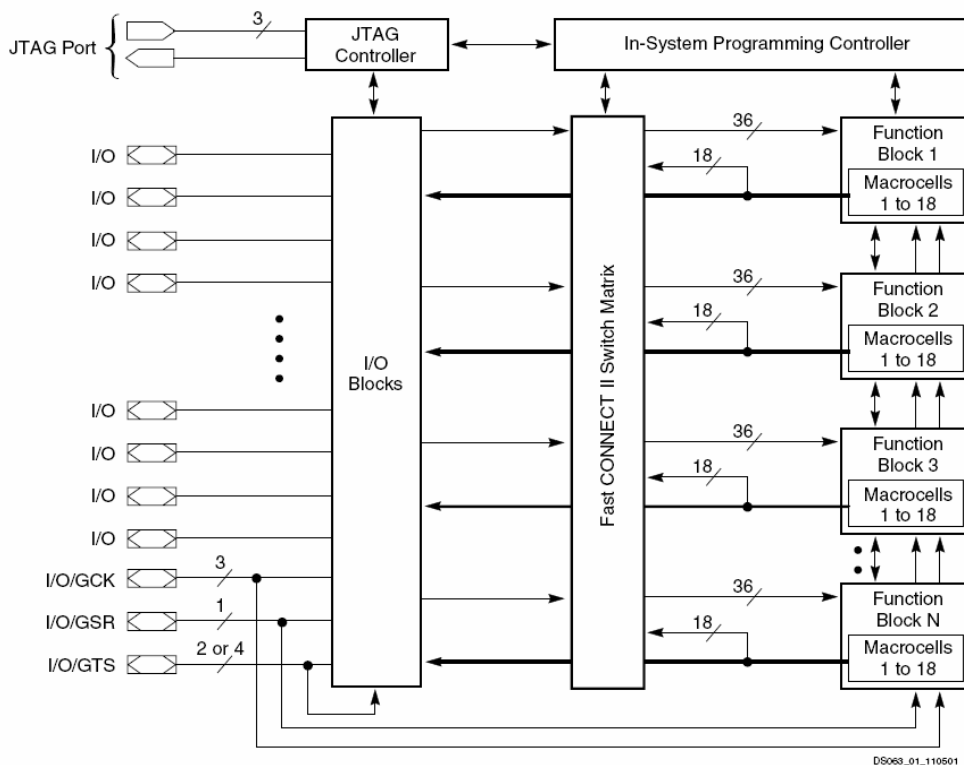 JTAG Port
3
JTAG
Controller
In-System Programming Controller
I/O
I/O
I/O
I/O
I/O
I/O
I/O
I/O
I/O/GCK
3
I/O/GSR
1
I/O/GTS
2 or 4
I/O
Blocks
Fast CONNECT II Switch Matrix
36
18
Function
Block 1
Macrocells
1 to 18
36
18
Function
Block 2
Macrocells
1 to 18
36
18
Function
Block 3
Macrocells
1 to 18
36
18
Function
Block N
Macrocells
1 to 18
DS063_01_110501